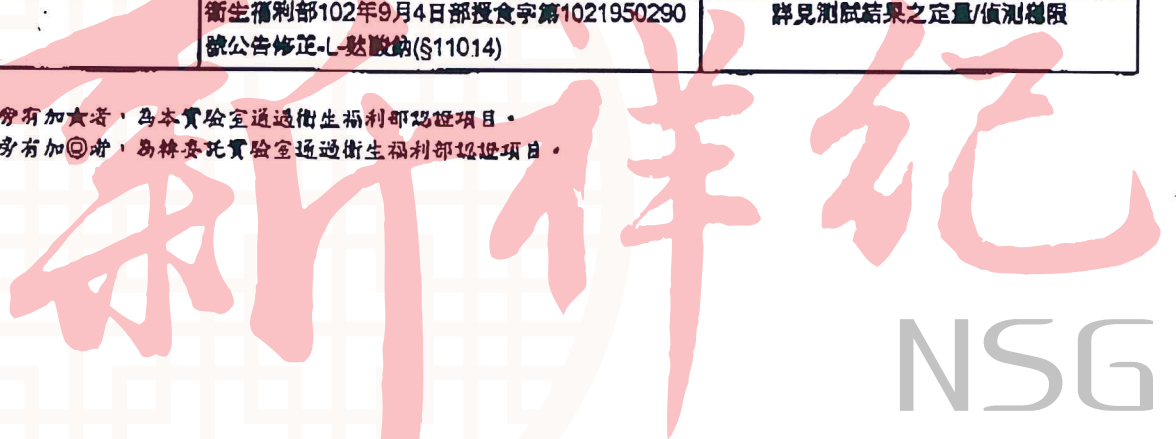 衛生福利部102年9月4日部授食字第1021950290
號公告修正-L-麩酸鈉(§11014)
詳見測試結果之定量/偵測極限
旁有加★者，為本實驗室通過衛生福利部認證項目。
旁有加◎者，為轉委託實驗室通過衛生福利部認證項目。
新祥纪
NSG